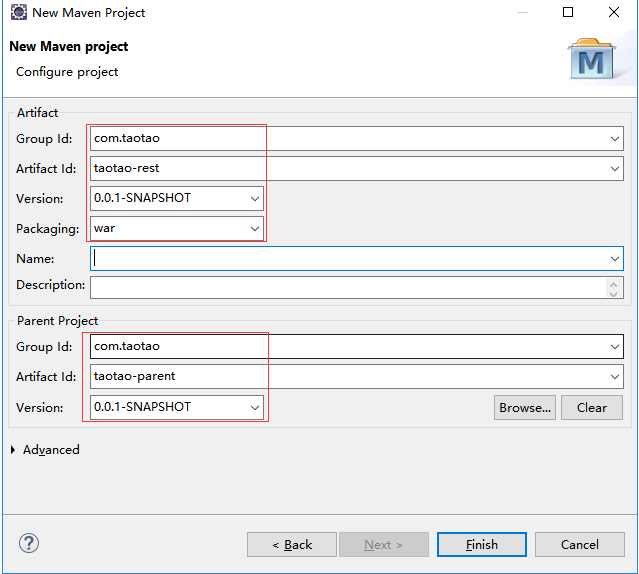 New Maven Project
New Maven project
Configure project
M
Artifact
Group Id: com.taotao
Artifact Id: taotao-rest
Version: 0.0.1-SNAPSHOT
Packaging: war
Name:
Description:
Parent Project
Group Id: com.taotao
Artifact Id: taotao-parent
Version: 0.0.1-SNAPSHOT Browse... Clear
Advanced
? < Back Next > Finish Cancel